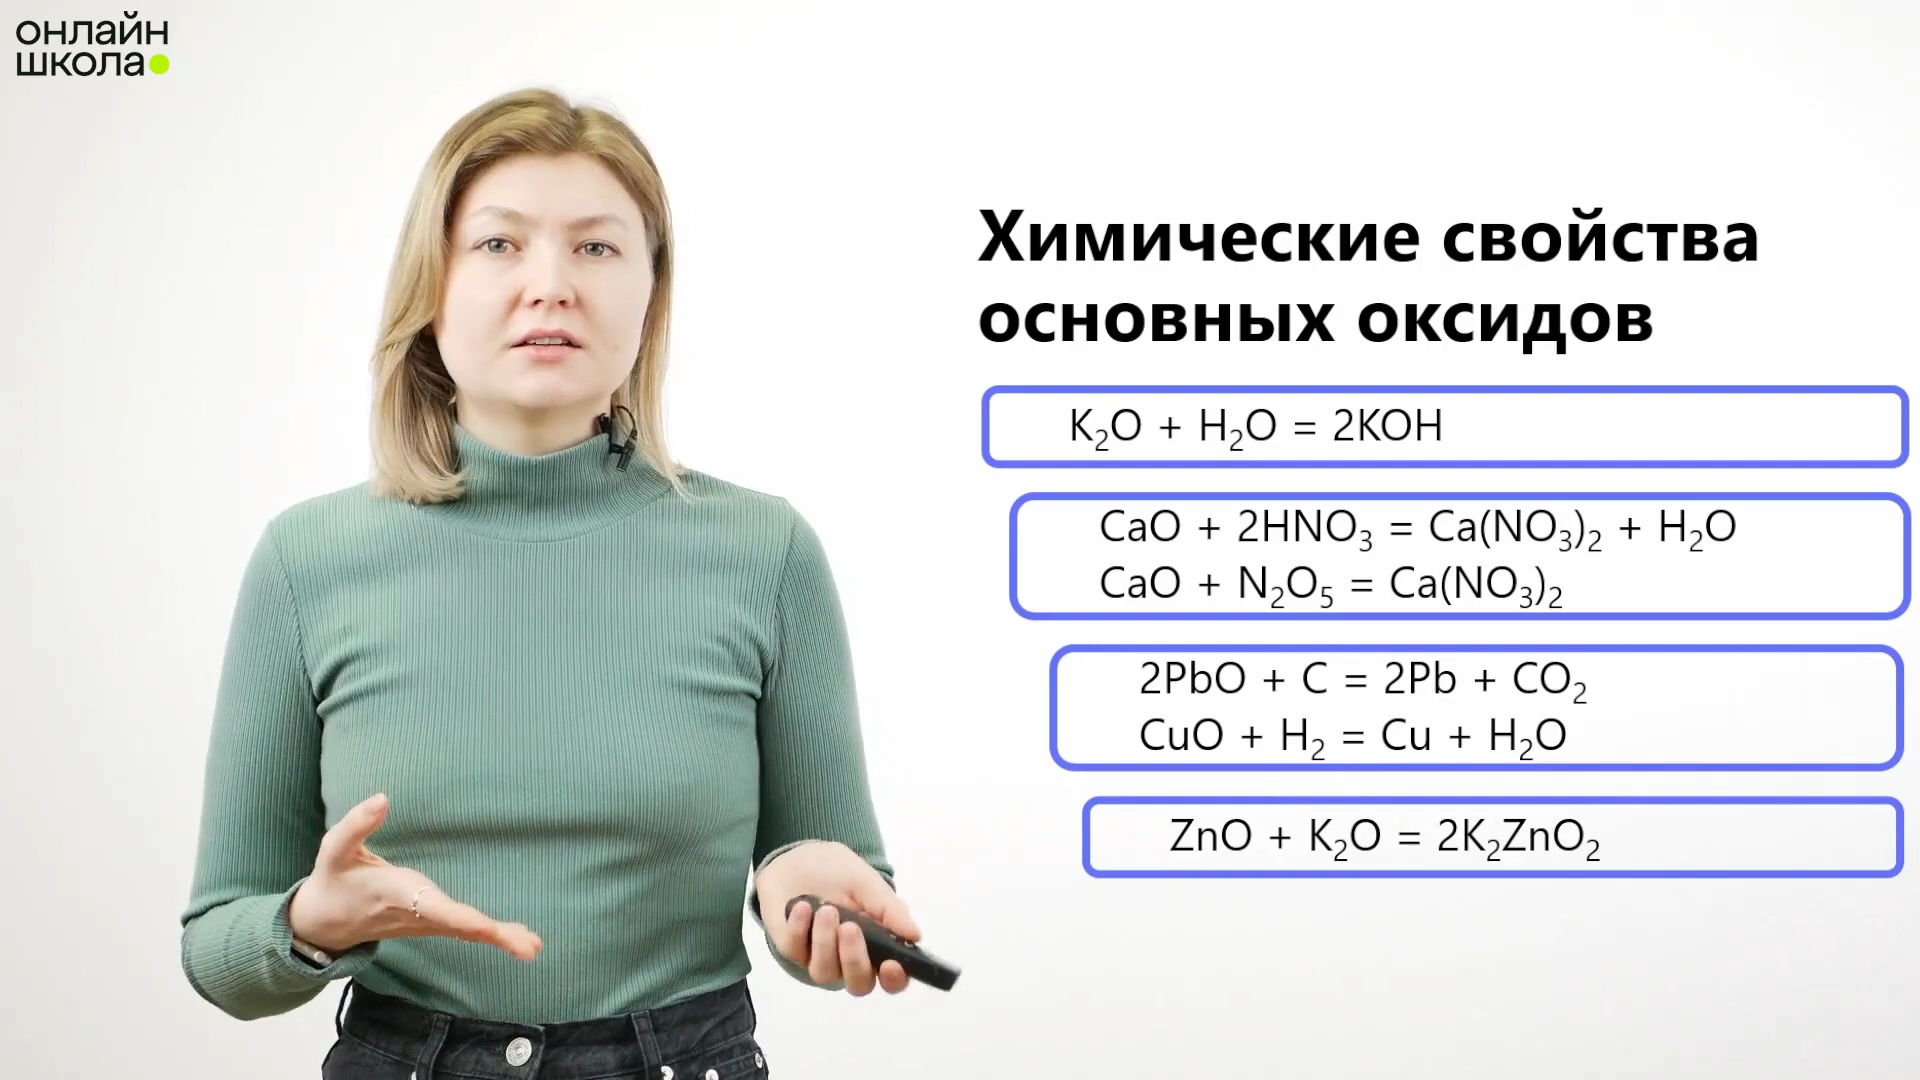 онлайн
школа
Химические свойства
основных оксидов
K₂O + H₂O = 2KOH
CaO + 2HNO₃ = Ca(NO₃)₂ + H₂O
CaO + N₂O₅ = Ca(NO₃)₂
2PbO + C = 2Pb + CO₂
CuO + H₂ = Cu + H₂O
ZnO + K₂O = 2K₂ZnO₂